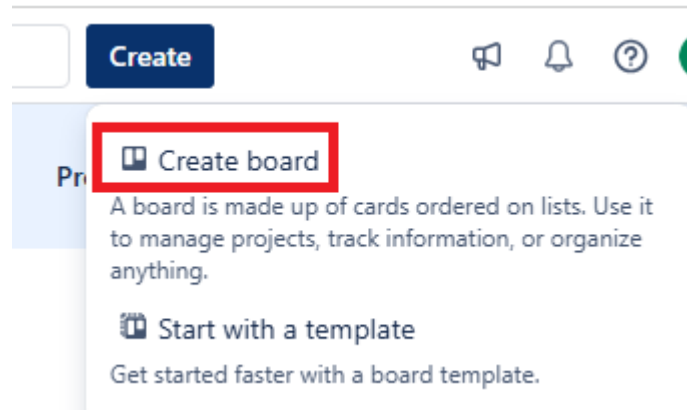 Create
Create board
Pr
A board is made up of cards ordered on lists. Use it
to manage projects, track information, or organize
anything.
Start with a template
Get started faster with a board template.